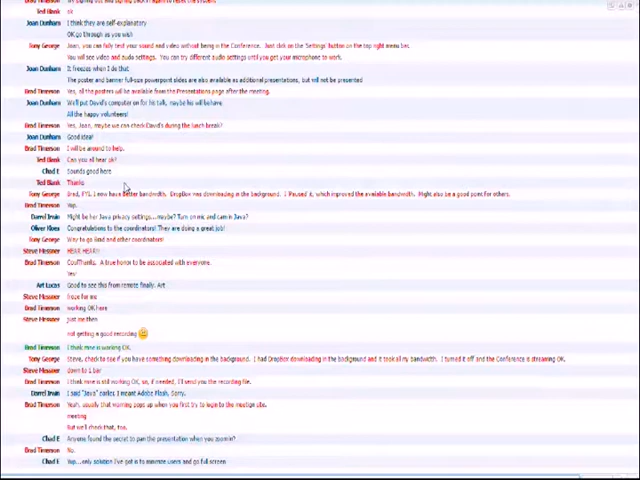 Ted Blank ok
Joan Dunham I think they are self-explanatory
OK go through as you wish
Tony George Joan, you can fully test your sound and video without being in the Conference. Just click on the 'Settings' button on the top right menu bar.
You will see video and audio settings. You can try different audio settings until you get your microphone to work.
Joan Dunham It freezes when I do that
The poster and banner full-size powerpoint slides are also available as additional presentations, but will not be presented
Brad Timerson Yes, all the posters will be available from the Presentations page after the meeting.
Joan Dunham We'll put David's computer on for his talk, maybe his will behave.
All the happy volunteers!
Brad Timerson Yes, Joan, maybe we can check David's during the lunch break?
Joan Dunham Good idea!
Brad Timerson I will be around to help.
Ted Blank Can you all hear ok?
Chad E Sounds good here
Ted Blank Thanks
Tony George Brad, FYI, I now have better bandwidth. DropBox was downloading in the background. I Paused it, which improved the available bandwidth. Might also be a good point for others.
Brad Timerson Yep.
Derrel Irwin Might be her Java privacy settings...maybe? Turn on mic and cam in Java?
Oliver Kloes Congratulations to the coordinators! They are doing a great job!
Tony George Way to go Brad and other coordinators!
Steve Messner HEAR HEAR!!
Brad Timerson Thanks. A true honor to be associated with everyone.
Yes!
Art Lucas Good to see this from remote finally. Art
Steve Messner froze for me
Brad Timerson working OK here
Steve Messner just me then
not getting a good recording
Brad Timerson I think mine is working OK.
Tony George Steve, check to see if you have something downloading in the background. I had DropBox downloading in the background and it took all my bandwidth. I turned it off and the Conference is streaming OK.
Steve Messner down to 1 bar
Brad Timerson I think mine is still working OK, so, if needed, I'll send you the recording file.
Derrel Irwin I said "Java" earlier, I meant Adobe Flash. Sorry.
Brad Timerson Yeah, usually that warning pops up when you first try to login to the meetign site.
meeting
But we'll check that, too.
Chad E Anyone found the secret to pan the presentation when you zoom in?
Brad Timerson No.
Chad E Yep...only solution I've got is to minimize users and go full screen